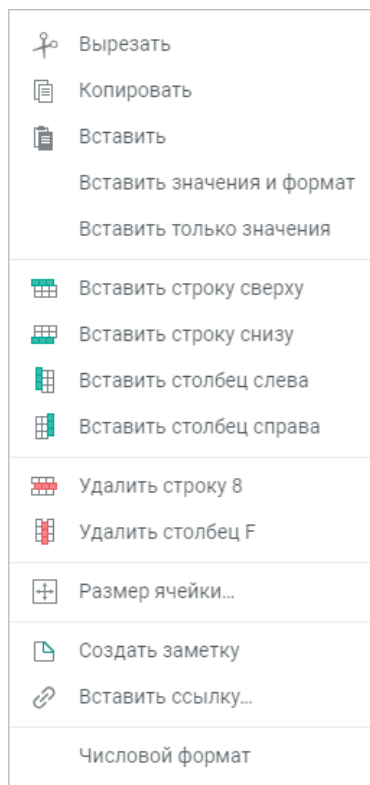 Вырезать
Копировать
Вставить
Вставить значения и формат
Вставить только значения
Вставить строку сверху
Вставить строку снизу
Вставить столбец слева
Вставить столбец справа
Удалить строку 8
Удалить столбец F
Размер ячейки...
Создать заметку
Вставить ссылку...
Числовой формат